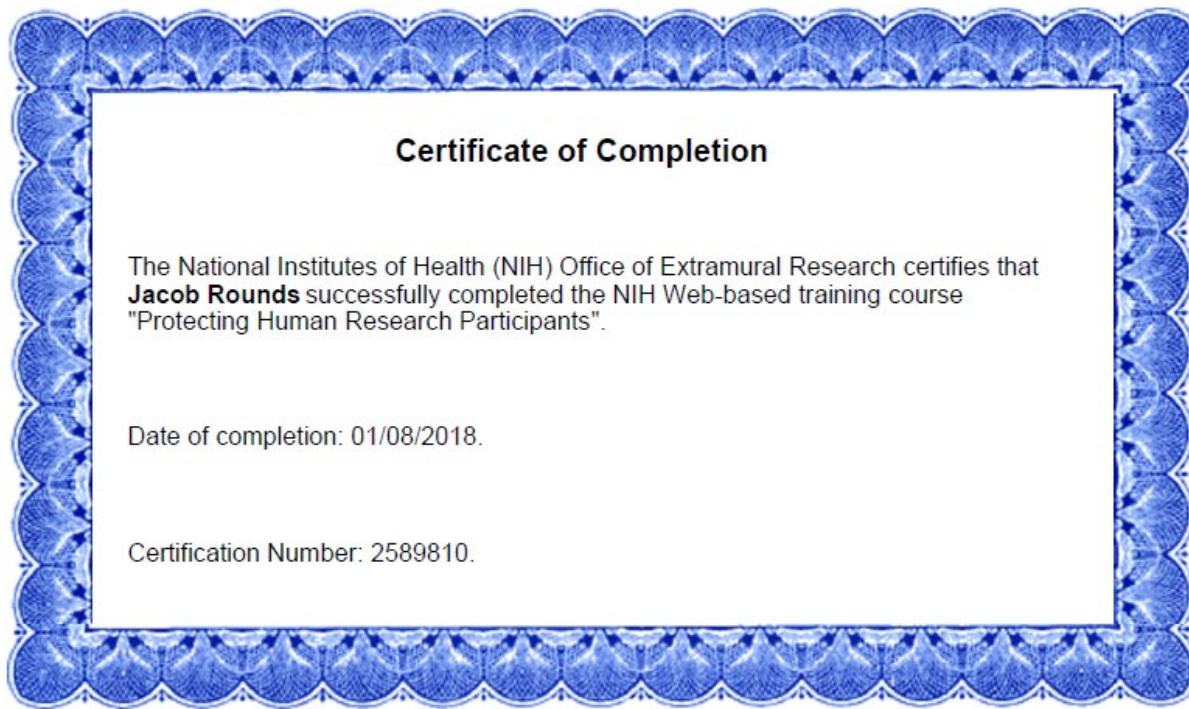 Certificate of Completion
The National Institutes of Health (NIH) Office of Extramural Research certifies that
Jacob Rounds successfully completed the NIH Web-based training course
"Protecting Human Research Participants".
Date of completion: 01/08/2018.
Certification Number: 2589810.